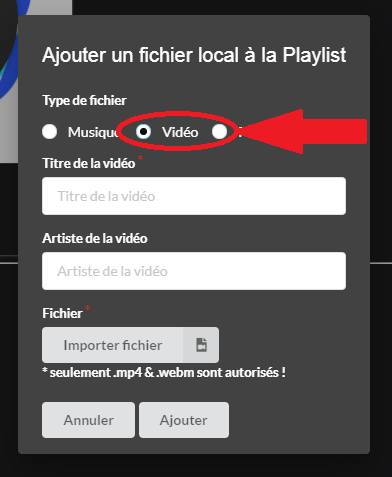 Ajouter un fichier local à la Playlist
Type de fichier
Musique Vidéo
Titre de la vidéo *
Titre de la vidéo
Artiste de la vidéo
Artiste de la vidéo
Fichier *
Importer fichier
* seulement .mp4 & .webm sont autorisés !
Annuler Ajouter